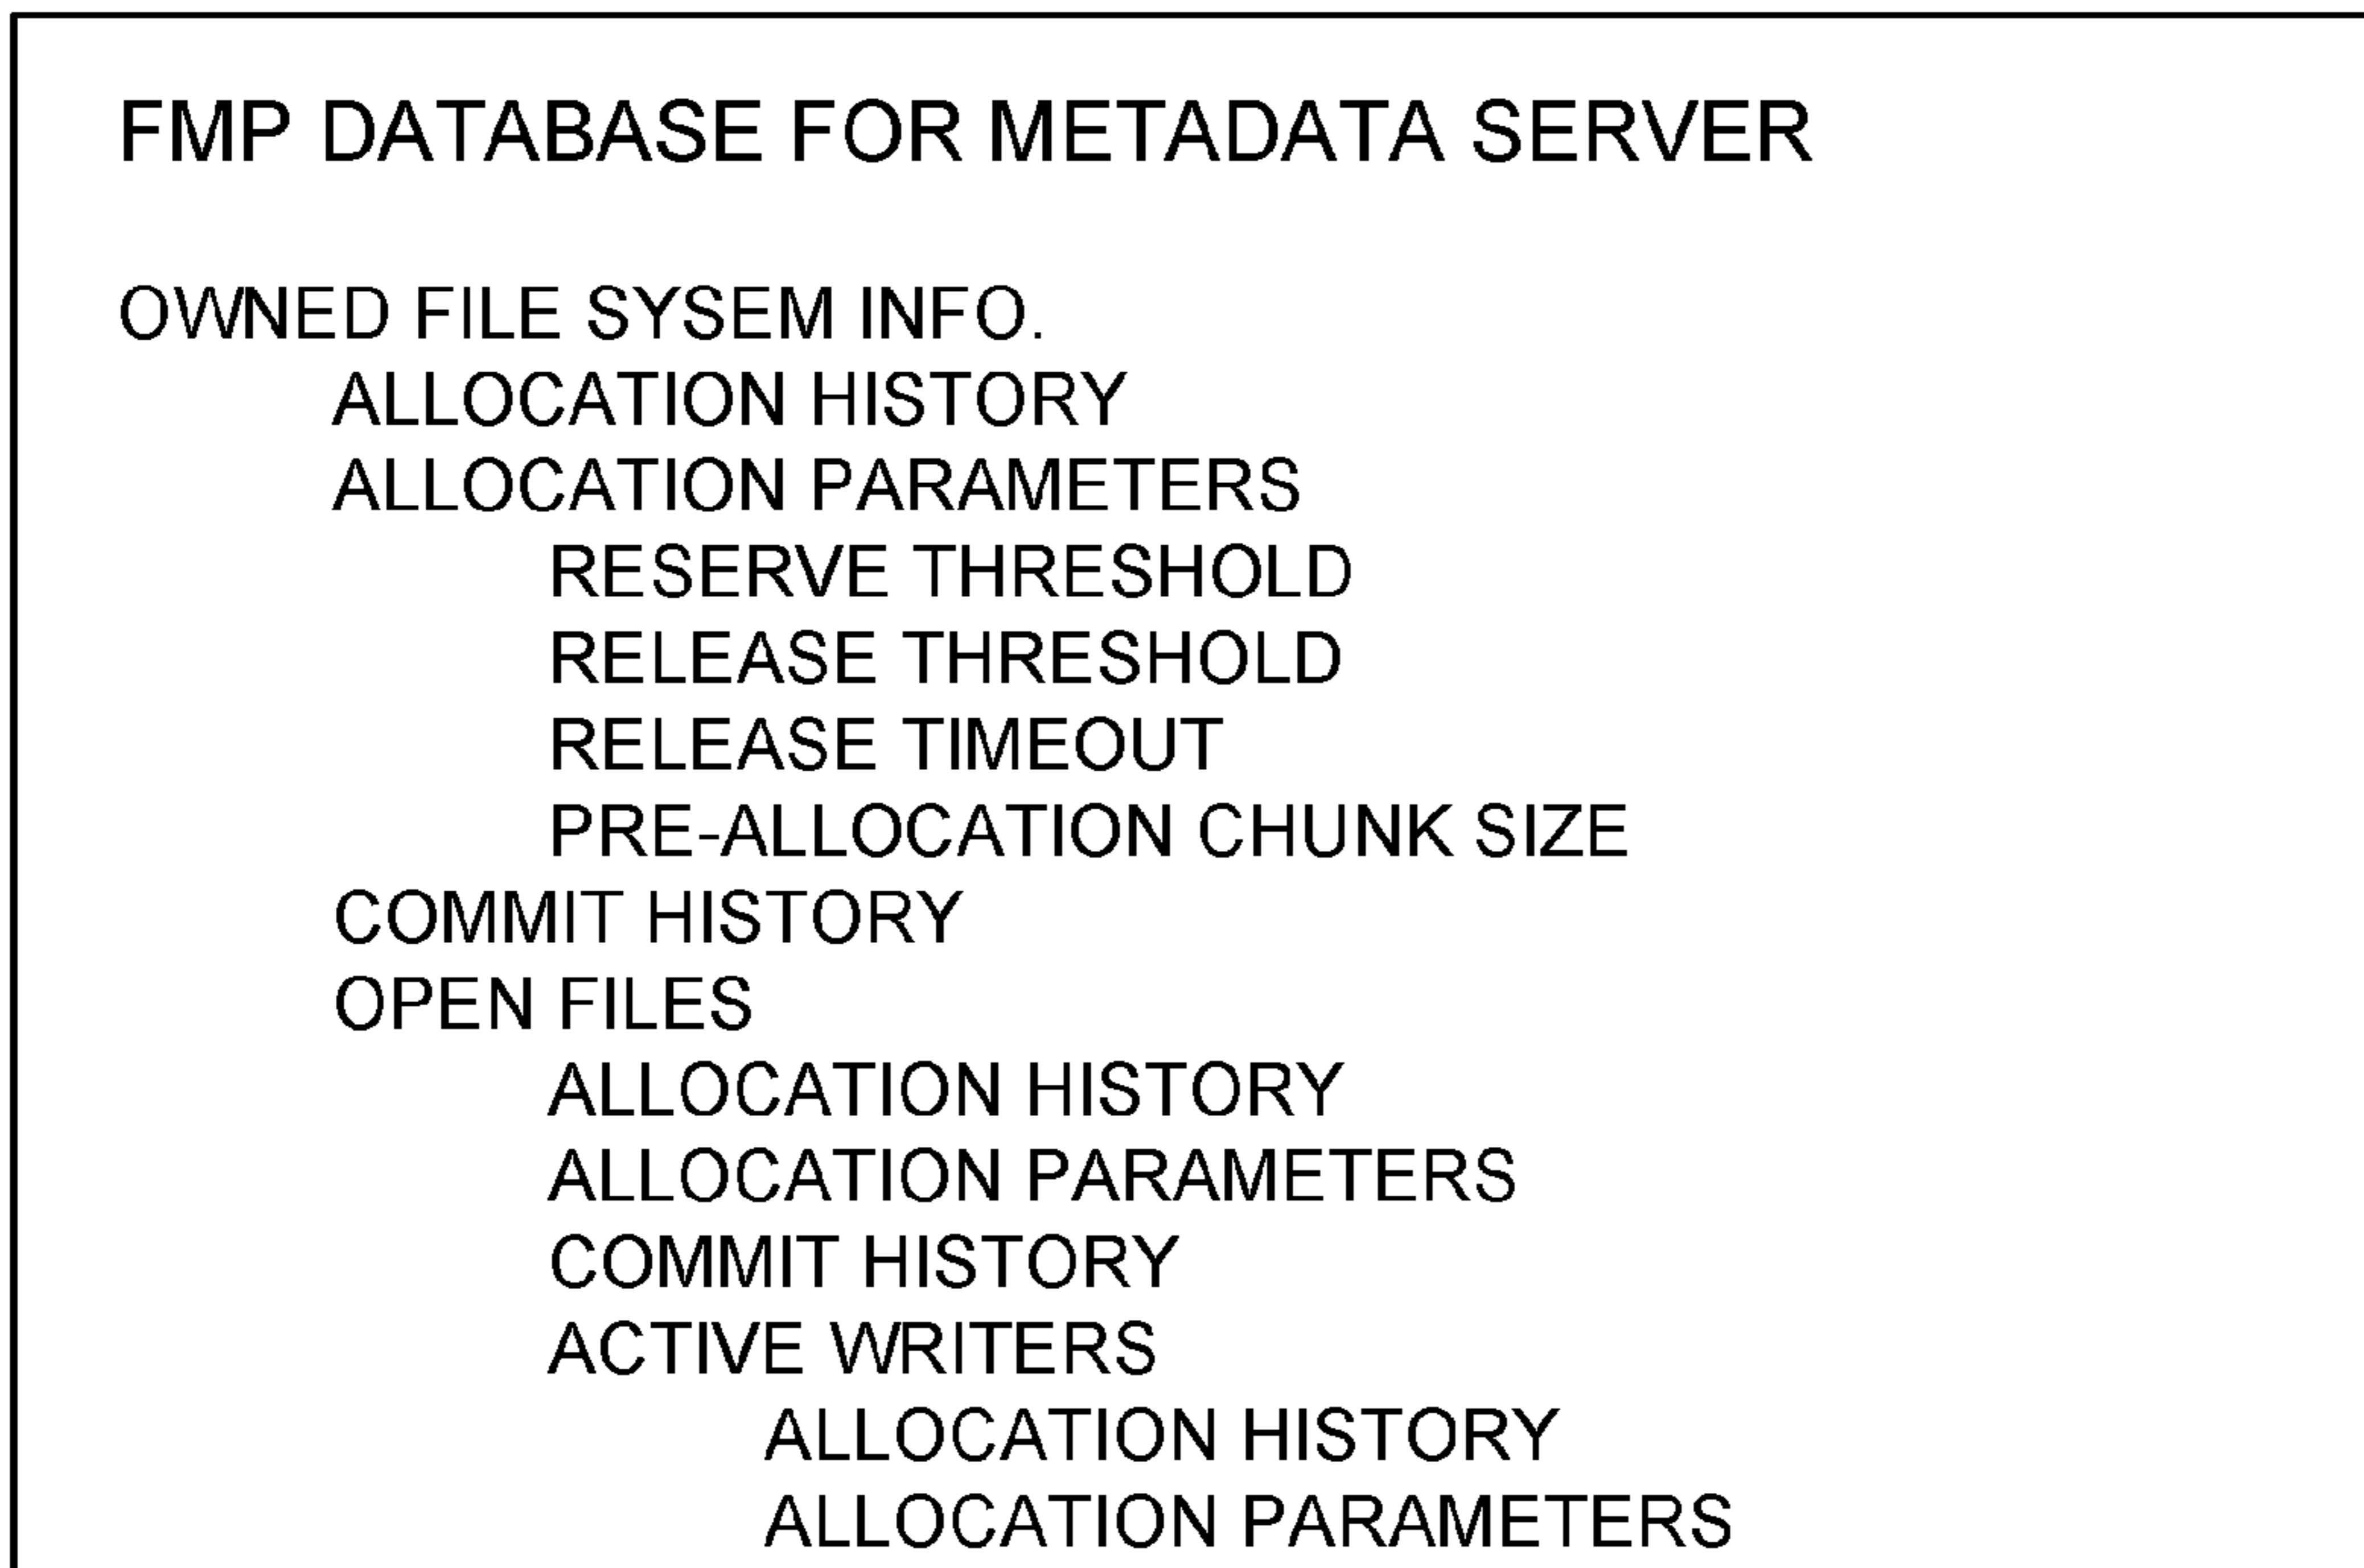 FMP DATABASE FOR METADATA SERVER
OWNED FILE SYSEM INFO.
ALLOCATION HISTORY
ALLOCATION PARAMETERS
RESERVE THRESHOLD
RELEASE THRESHOLD
RELEASE TIMEOUT
PRE-ALLOCATION CHUNK SIZE
COMMIT HISTORY
OPEN FILES
ALLOCATION HISTORY
ALLOCATION PARAMETERS
COMMIT HISTORY
ACTIVE WRITERS
ALLOCATION HISTORY
ALLOCATION PARAMETERS